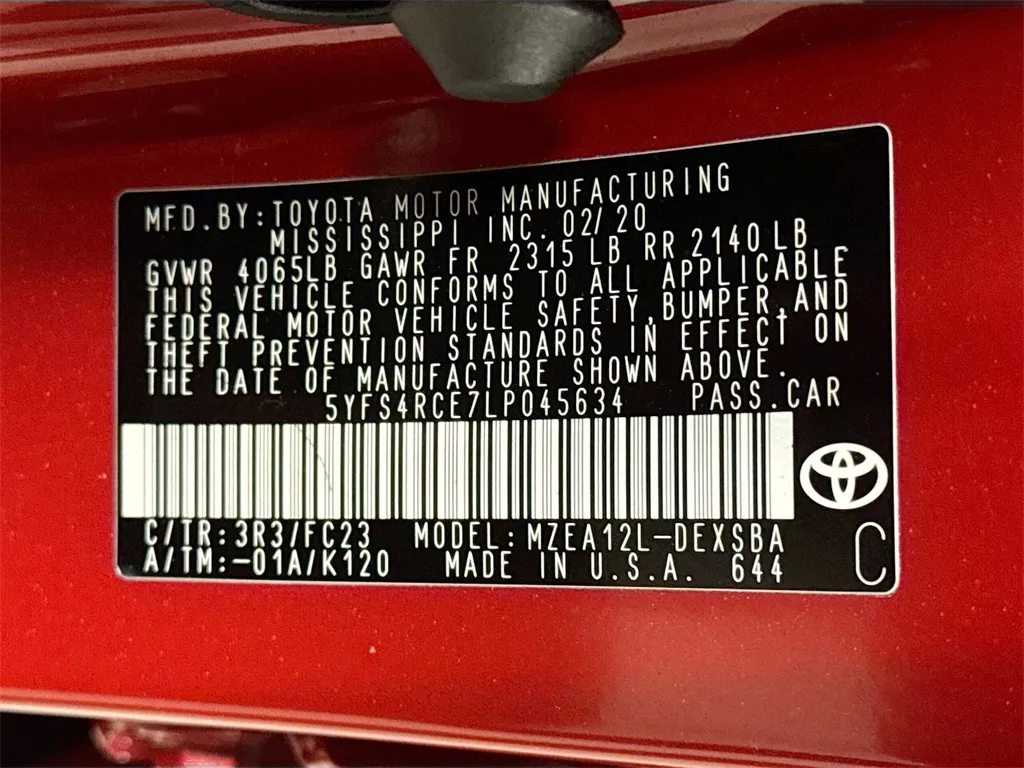 MFD.BY:TOYOTA MOTOR MANUFACTURING
MISSISSIPPI INC. 02/20
GVWR 4065LB GAWR FR 2315 LB RR 2140 LB
THIS VEHICLE CONFORMS TO ALL APPLICABLE
FEDERAL MOTOR VEHICLE SAFETY,BUMPER,AND
THEFT PREVENTION STANDARDS IN EFFECT ON
THE DATE OF MANUFACTURE SHOWN ABOVE.
5YFS4RCE7LP045634 PASS.CAR
C/TR:3R3/FC23 MODEL:MZEA12L-DEXSBA
A/TM:-01A/K120 MADE IN U.S.A. 644
C